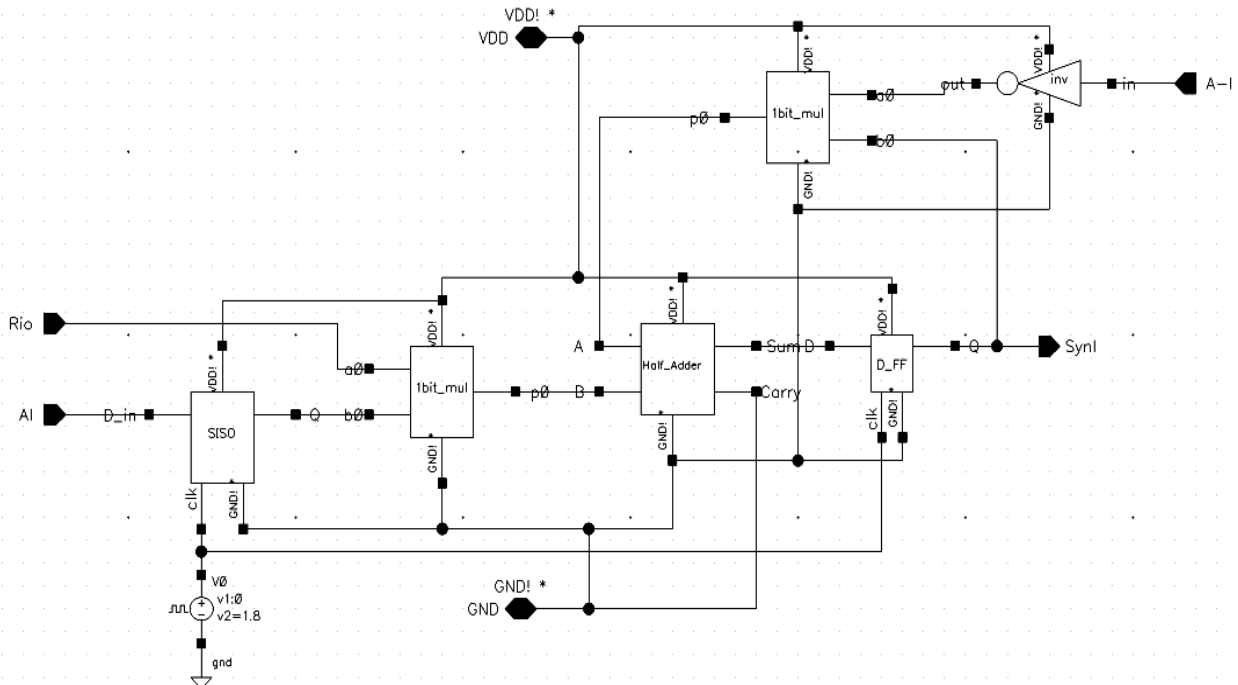 VDD! *
VDD
VDD! *
VDD! *
1bit_mul
a0
b0
p0
GND!
*
out
inv
*
in
A-I
GND!
Rio
VDD! *
VDD! *
a0
1bit_mul
p0
b0
GND!
*
AI
D_in
SISO
Q
clk
GND!
*
VDD! *
A
Half_Adder
Sum
B
Carry
GND!
*
VDD! *
D
D_FF
Q
SynI
clk
GND!
*
V0
v1:0
v2=1.8
gnd
GND! *
GND